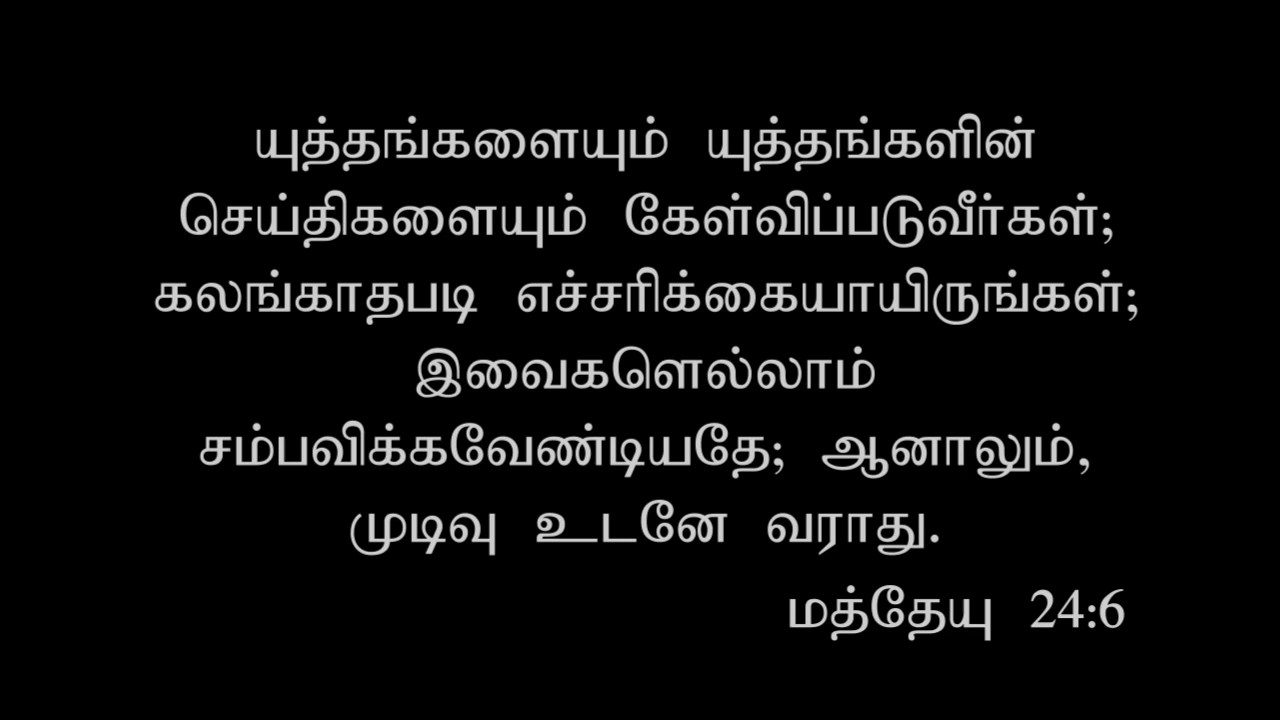 யுத்தங்களையும் யுத்தங்களின்
செய்திகளையும் கேள்விப்படுவீர்கள்;
கலங்காதபடி எச்சரிக்கையாயிருங்கள்;
இவைகளெல்லாம்
சம்பவிக்கவேண்டியதே; ஆனாலும்,
முடிவு உடனே வராது.
மத்தேயு 24:6